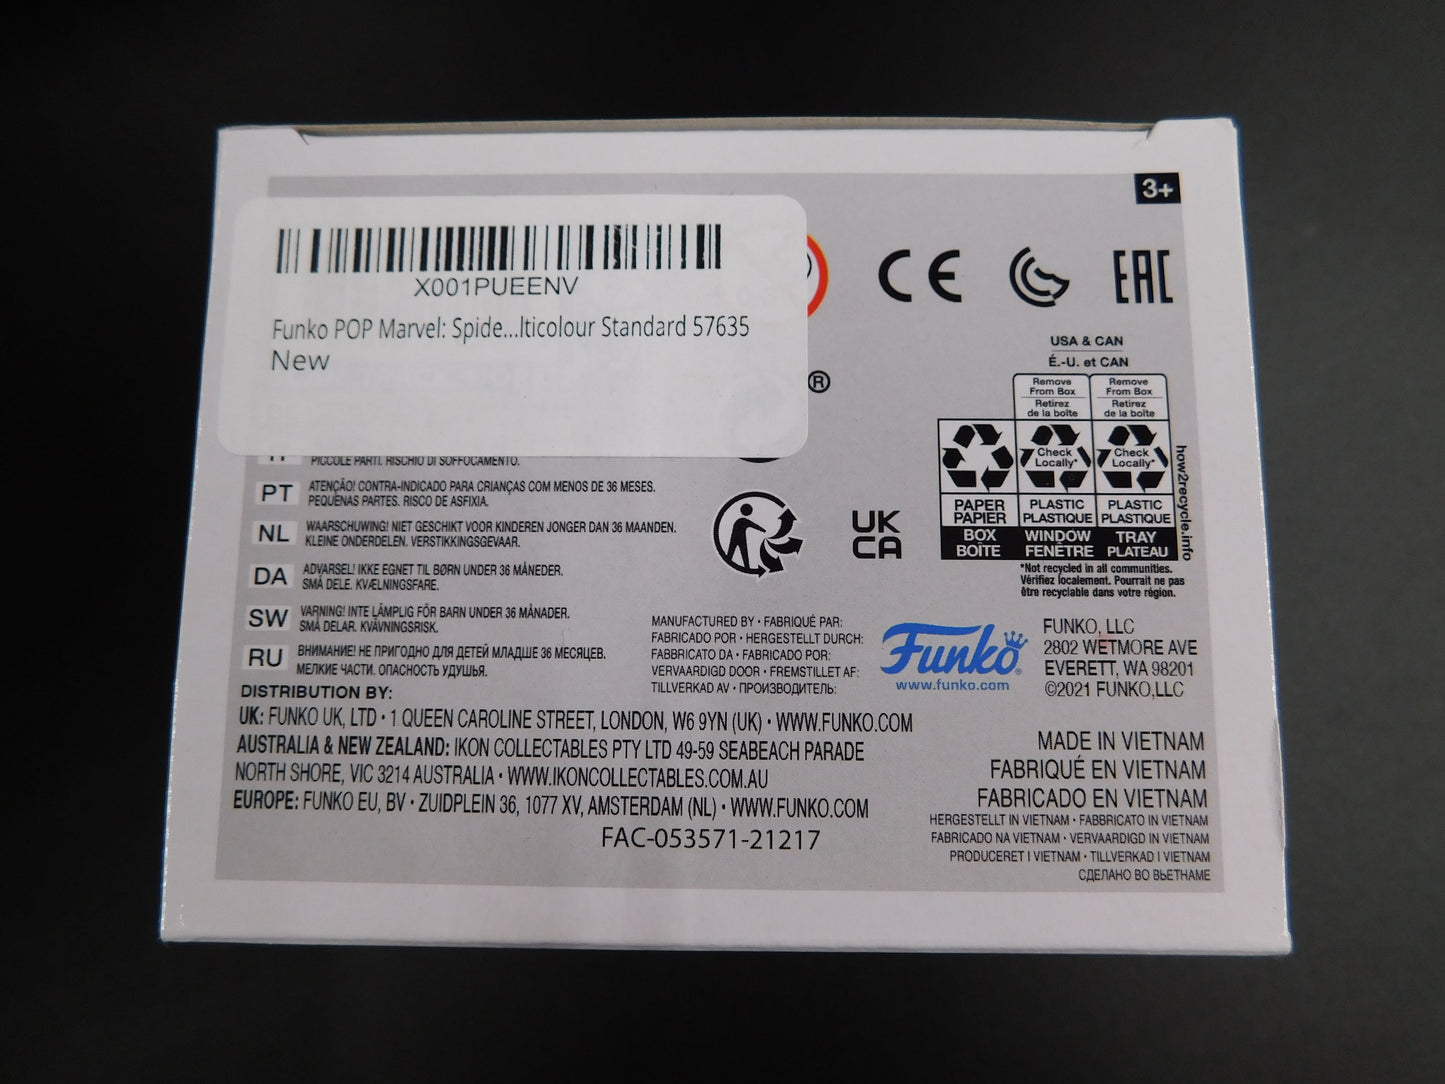 3+
X001PUEENV
Funko POP Marvel: Spide...lticolour Standard 57635
New
CE
EAC
®
USA & CAN
É.-U. et CAN
Remove From Box
Retirez de la boîte
Remove From Box
Retirez de la boîte
Check Locally*
Check Locally*
PAPER PAPIER
PLASTIC PLASTIQUE
PLASTIC PLASTIQUE
BOX BOÎTE
WINDOW FENÊTRE
TRAY PLATEAU
how2recycle.info
*Not recycled in all communities.
Vérifiez localement. Pourrait ne pas
être recyclable dans votre région.
PICCOLE PARTI. RISCHIO DI SOFFOCAMENTO.
PT ATENÇÃO! CONTRA-INDICADO PARA CRIANÇAS COM MENOS DE 36 MESES.
PEQUENAS PARTES. RISCO DE ASFIXIA.
NL WAARSCHUWING! NIET GESCHIKT VOOR KINDEREN JONGER DAN 36 MAANDEN.
KLEINE ONDERDELEN. VERSTIKKINGSGEVAAR.
DA ADVARSEL! IKKE EGNET TIL BØRN UNDER 36 MÅNEDER.
SMÅ DELE. KVÆLNINGSFARE.
SW VARNING! INTE LÄMPLIG FÖR BARN UNDER 36 MÅNADER.
SMÅ DELAR. KVÄVNINGSRISK.
RU ВНИМАНИЕ! НЕ ПРИГОДНО ДЛЯ ДЕТЕЙ МЛАДШЕ 36 МЕСЯЦЕВ.
МЕЛКИЕ ЧАСТИ. ОПАСНОСТЬ УДУШЬЯ.
UK
CA
MANUFACTURED BY • FABRIQUÉ PAR:
FABRICADO POR • HERGESTELLT DURCH:
FABBRICATO DA • FABRICADO POR:
VERVAARDIGD DOOR • FREMSTILLET AF:
TILLVERKAD AV • ПРОИЗВОДИТЕЛЬ:
Funko®
www.funko.com
FUNKO, LLC
2802 WETMORE AVE
EVERETT, WA 98201
©2021 FUNKO,LLC
DISTRIBUTION BY:
UK: FUNKO UK, LTD • 1 QUEEN CAROLINE STREET, LONDON, W6 9YN (UK) • WWW.FUNKO.COM
AUSTRALIA & NEW ZEALAND: IKON COLLECTABLES PTY LTD 49-59 SEABEACH PARADE
NORTH SHORE, VIC 3214 AUSTRALIA • WWW.IKONCOLLECTABLES.COM.AU
EUROPE: FUNKO EU, BV • ZUIDPLEIN 36, 1077 XV, AMSTERDAM (NL) • WWW.FUNKO.COM
FAC-053571-21217
MADE IN VIETNAM
FABRIQUÉ EN VIETNAM
FABRICADO EN VIETNAM
HERGESTELLT IN VIETNAM • FABBRICATO IN VIETNAM
FABRICADO NA VIETNAM • VERVAARDIGD IN VIETNAM
PRODUCERET I VIETNAM • TILLVERKAD I VIETNAM
СДЕЛАНО ВО ВЬЕТНАМЕ